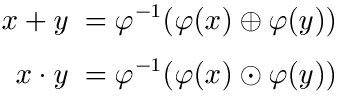 x + y = φ⁻¹(φ(x) ⊕ φ(y))
x · y = φ⁻¹(φ(x) ⊙ φ(y))